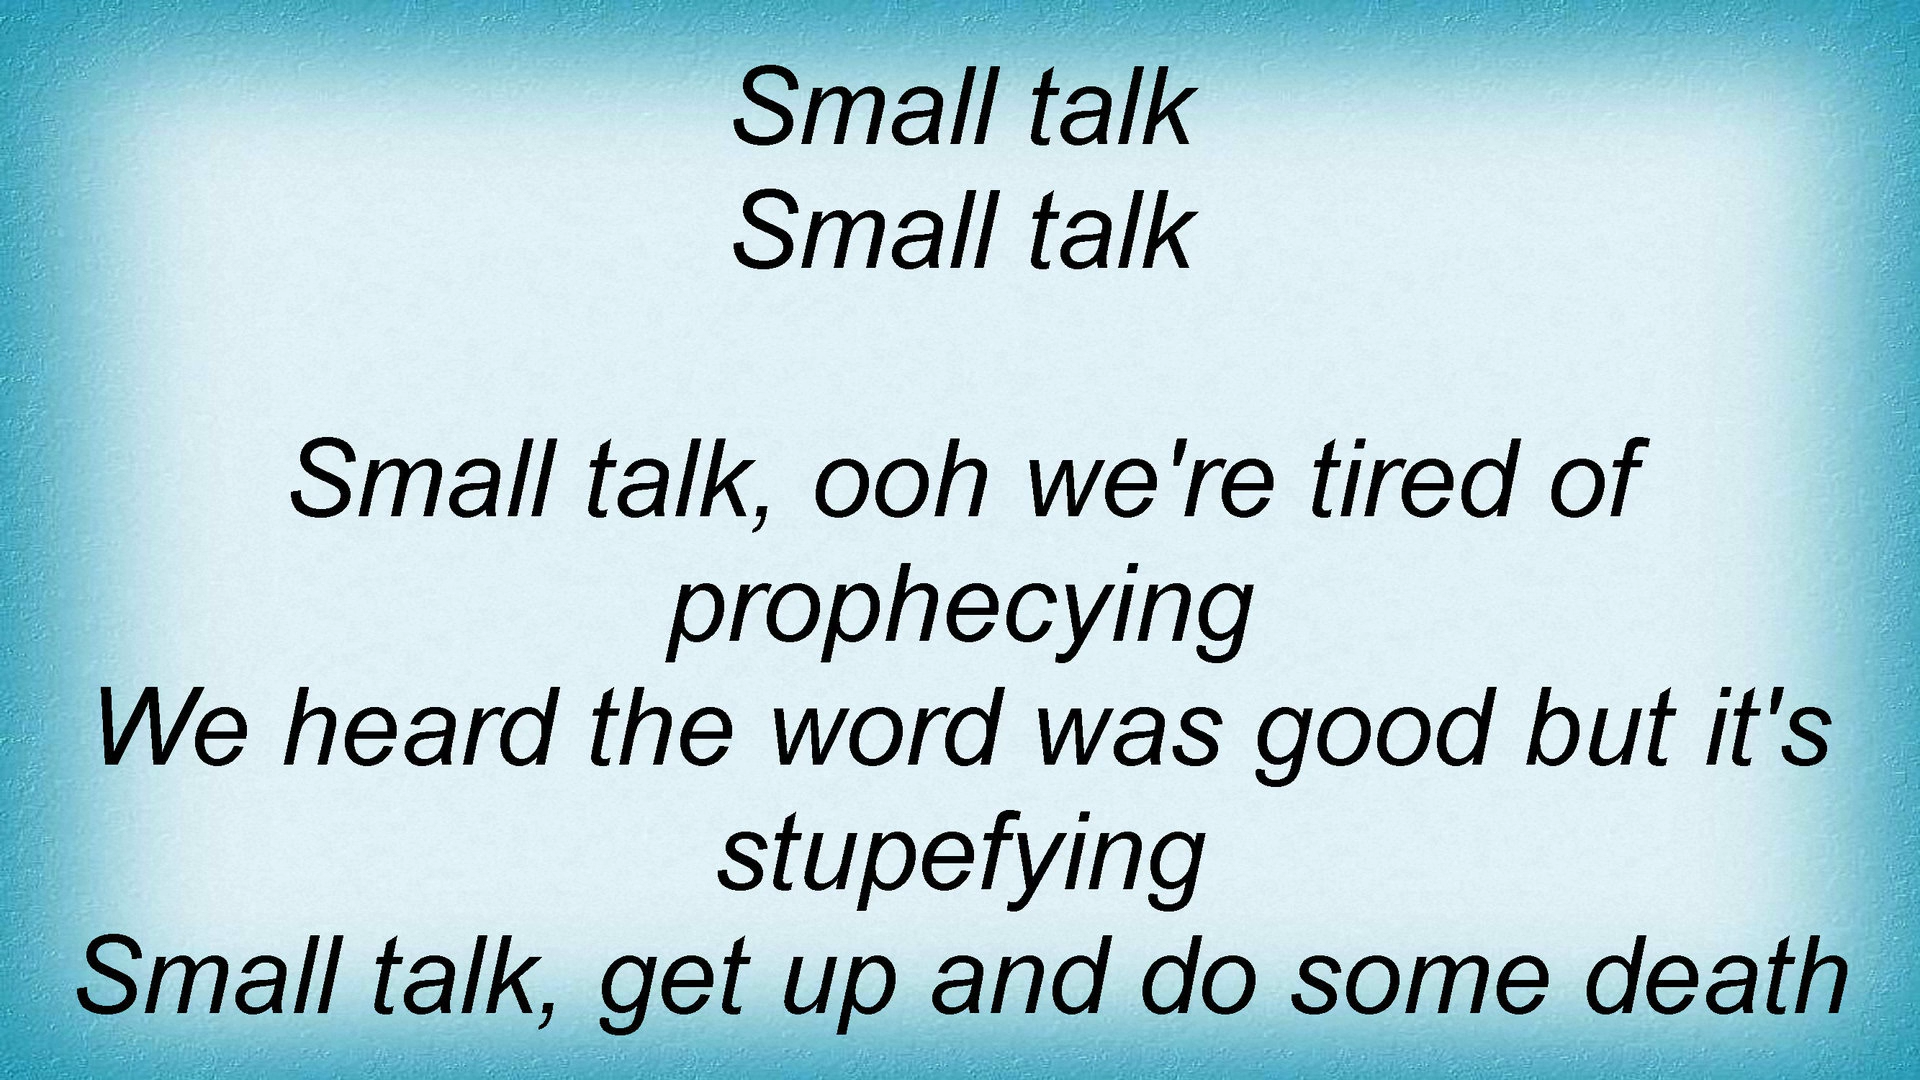 Small talk
Small talk
Small talk, ooh we're tired of
prophecying
We heard the word was good but it's
stupefying
Small talk, get up and do some death